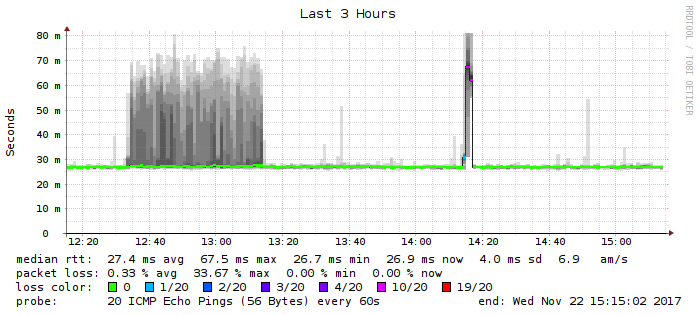 Last 3 Hours
RRDTOOL / TOBI OETIKER
Seconds
80 m
70 m
60 m
50 m
40 m
30 m
20 m
10 m
0
12:20 12:40 13:00 13:20 13:40 14:00 14:20 14:40 15:00
median rtt: 27.4 ms avg 67.5 ms max 26.7 ms min 26.9 ms now 4.0 ms sd 6.9 am/s
packet loss: 0.33 % avg 33.67 % max 0.00 % min 0.00 % now
loss color: 0 1/20 2/20 3/20 4/20 10/20 19/20
probe: 20 ICMP Echo Pings (56 Bytes) every 60s end: Wed Nov 22 15:15:02 2017